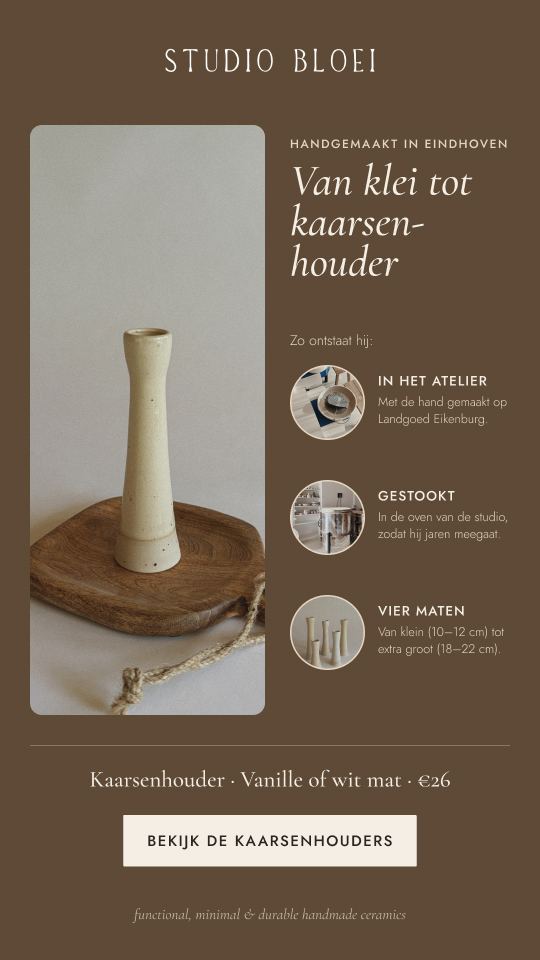 STUDIO BLOEI
HANDGEMAAKT IN EINDHOVEN
Van klei tot
kaarsen-
houder
Zo ontstaat hij:
IN HET ATELIER
Met de hand gemaakt op
Landgoed Eikenburg.
GESTOOKT
In de oven van de studio,
zodat hij jaren meegaat.
VIER MATEN
Van klein (10–12 cm) tot
extra groot (18–22 cm).
Kaarsenhouder · Vanille of wit mat · €26
BEKIJK DE KAARSENHOUDERS
functional, minimal & durable handmade ceramics